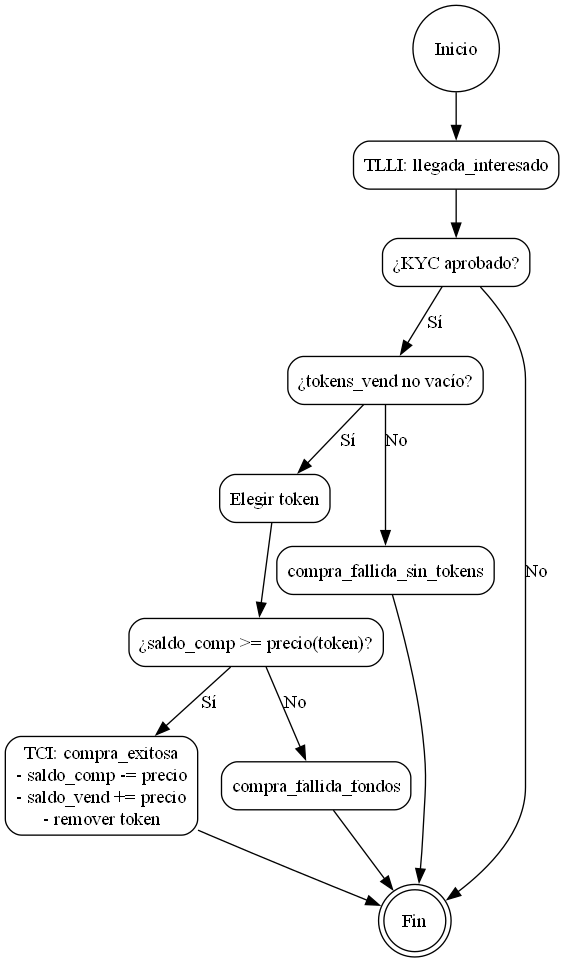 Inicio
TLLI: llegada_interesado
¿KYC aprobado?
Sí
¿tokens_vend no vacío?
Sí
No
Elegir token
compra_fallida_sin_tokens
No
¿saldo_comp >= precio(token)?
Sí
No
TCI: compra_exitosa
- saldo_comp -= precio
- saldo_vend += precio
- remover token
compra_fallida_fondos
Fin